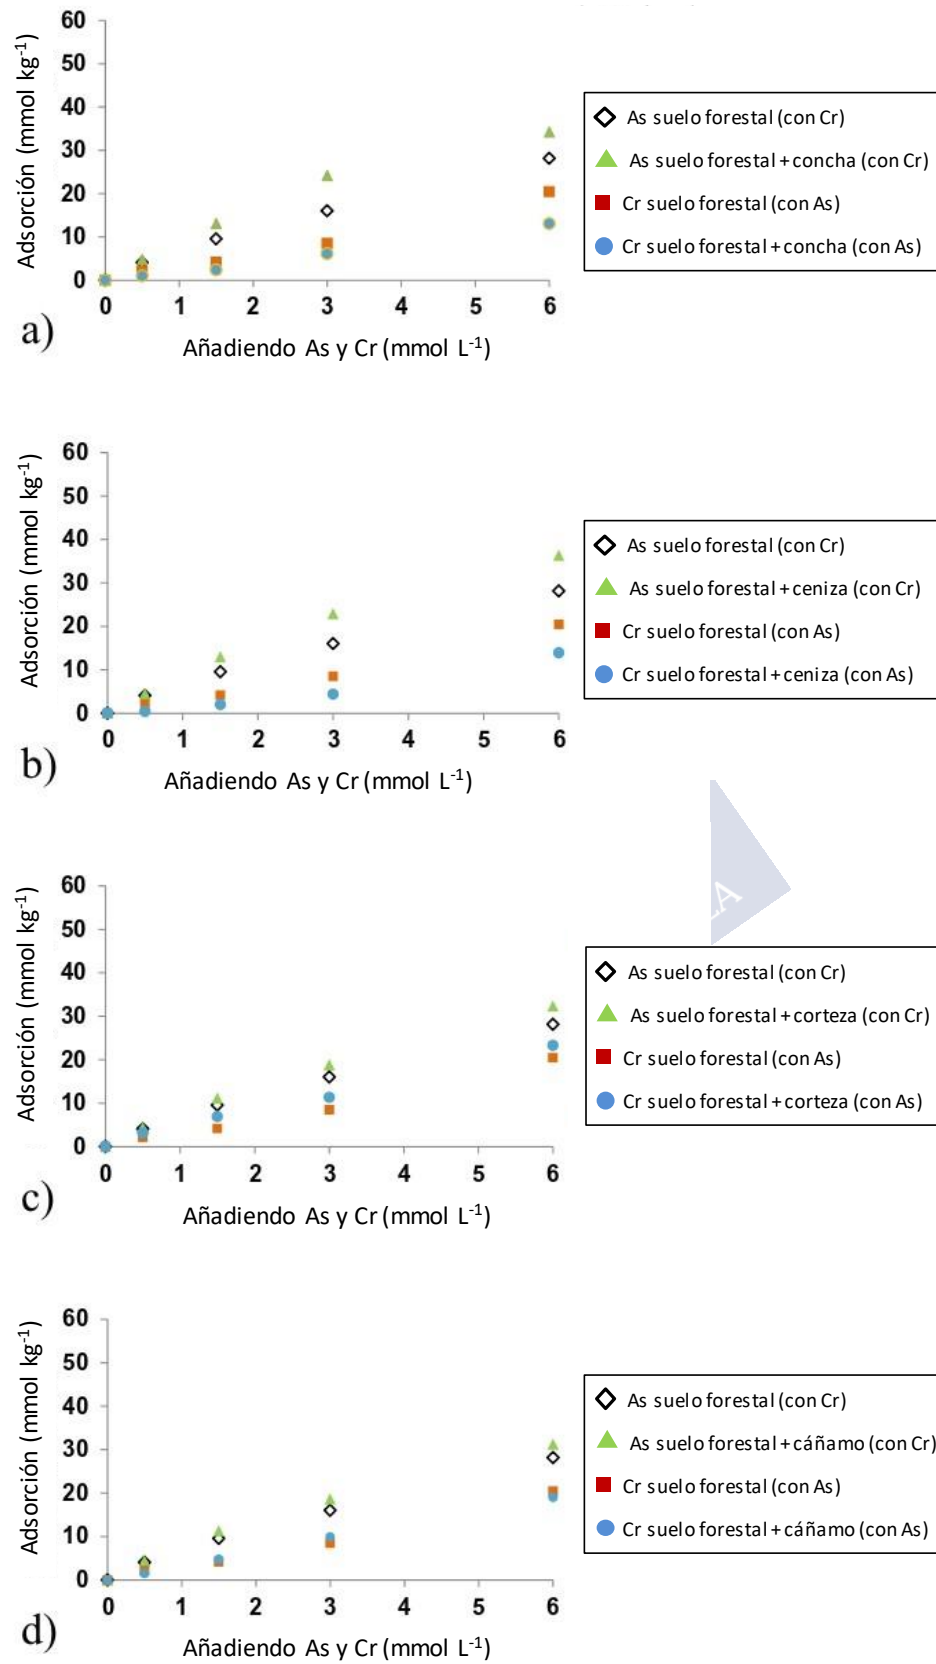 60
50
40
30
20
10
0
Adsorción (mmol kg-1)
0 1 2 3 4 5 6
Añadiendo As y Cr (mmol L-1)
a)
As suelo forestal (con Cr)
As suelo forestal + concha (con Cr)
Cr suelo forestal (con As)
Cr suelo forestal + concha (con As)
60
50
40
30
20
10
0
Adsorción (mmol kg-1)
0 1 2 3 4 5 6
Añadiendo As y Cr (mmol L-1)
b)
As suelo forestal (con Cr)
As suelo forestal + ceniza (con Cr)
Cr suelo forestal (con As)
Cr suelo forestal + ceniza (con As)
60
50
40
30
20
10
0
Adsorción (mmol kg-1)
0 1 2 3 4 5 6
Añadiendo As y Cr (mmol L-1)
c)
As suelo forestal (con Cr)
As suelo forestal + corteza (con Cr)
Cr suelo forestal (con As)
Cr suelo forestal + corteza (con As)
60
50
40
30
20
10
0
Adsorción (mmol kg-1)
0 1 2 3 4 5 6
Añadiendo As y Cr (mmol L-1)
d)
As suelo forestal (con Cr)
As suelo forestal + cáñamo (con Cr)
Cr suelo forestal (con As)
Cr suelo forestal + cáñamo (con As)